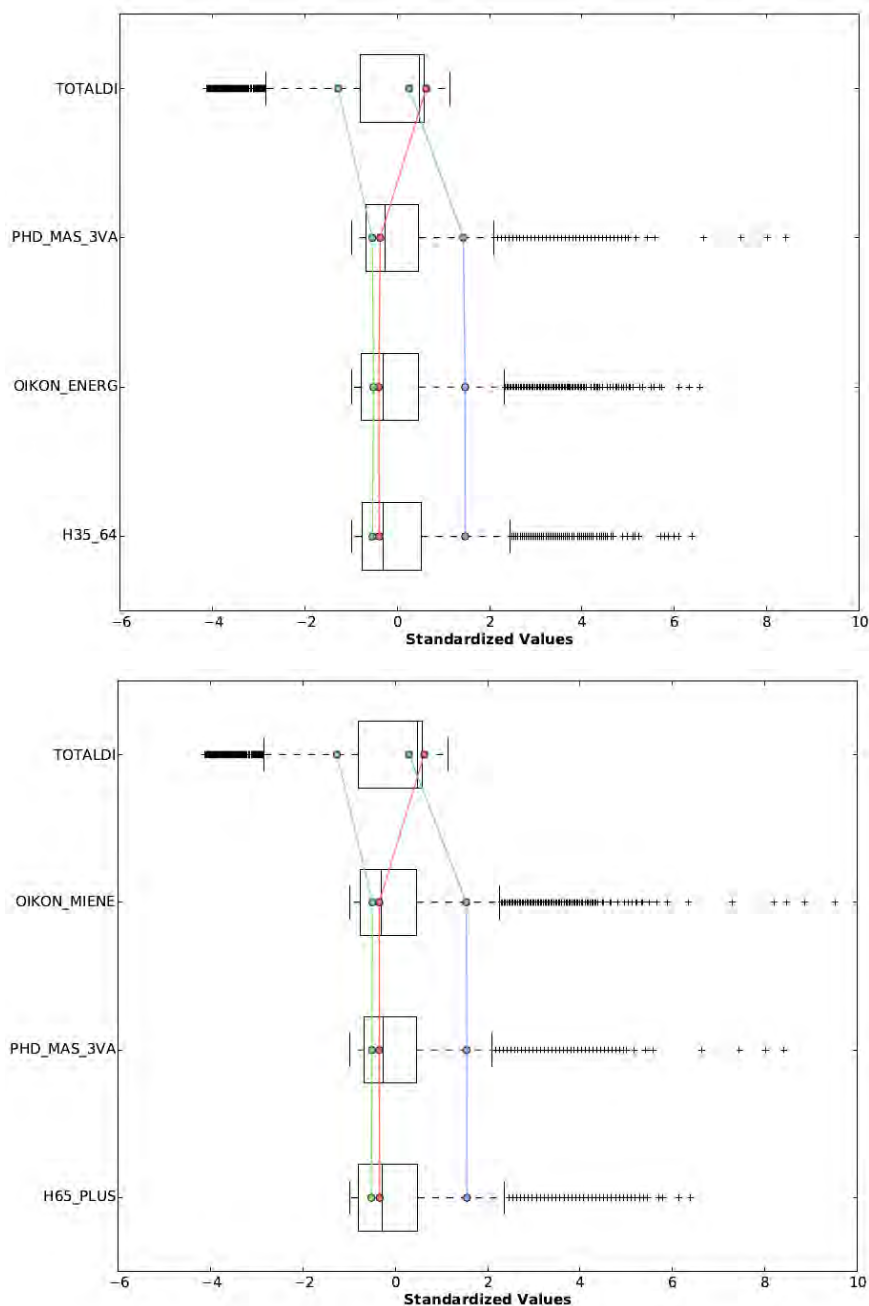 TOTALDI
PHD_MAS_3VA
OIKON_ENERG
H35_64
−6 −4 −2 0 2 4 6 8 10
Standardized Values
TOTALDI
OIKON_MIENE
PHD_MAS_3VA
H65_PLUS
−6 −4 −2 0 2 4 6 8 10
Standardized Values